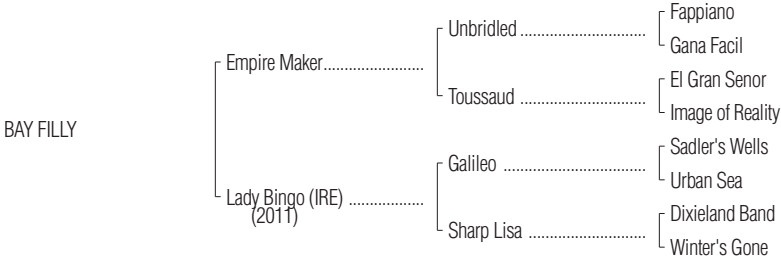 Fappiano
Unbridled ..............................
Gana Facil
Empire Maker.......................
El Gran Senor
Toussaud ..............................
Image of Reality
BAY FILLY
Sadler's Wells
Galileo ..................................
Urban Sea
Lady Bingo (IRE) .................
(2011)
Dixieland Band
Sharp Lisa ............................
Winter's Gone